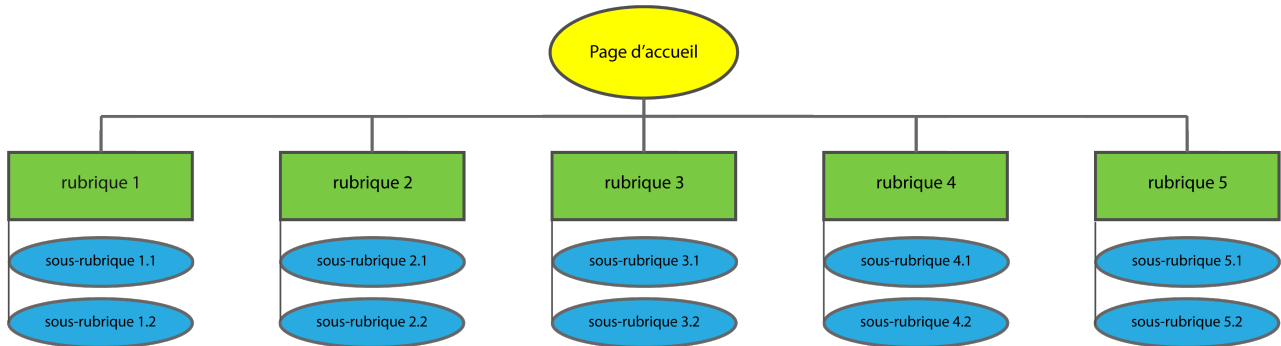 Page d'accueil
rubrique 1
rubrique 2
rubrique 3
rubrique 4
rubrique 5
sous-rubrique 1.1
sous-rubrique 2.1
sous-rubrique 3.1
sous-rubrique 4.1
sous-rubrique 5.1
sous-rubrique 1.2
sous-rubrique 2.2
sous-rubrique 3.2
sous-rubrique 4.2
sous-rubrique 5.2